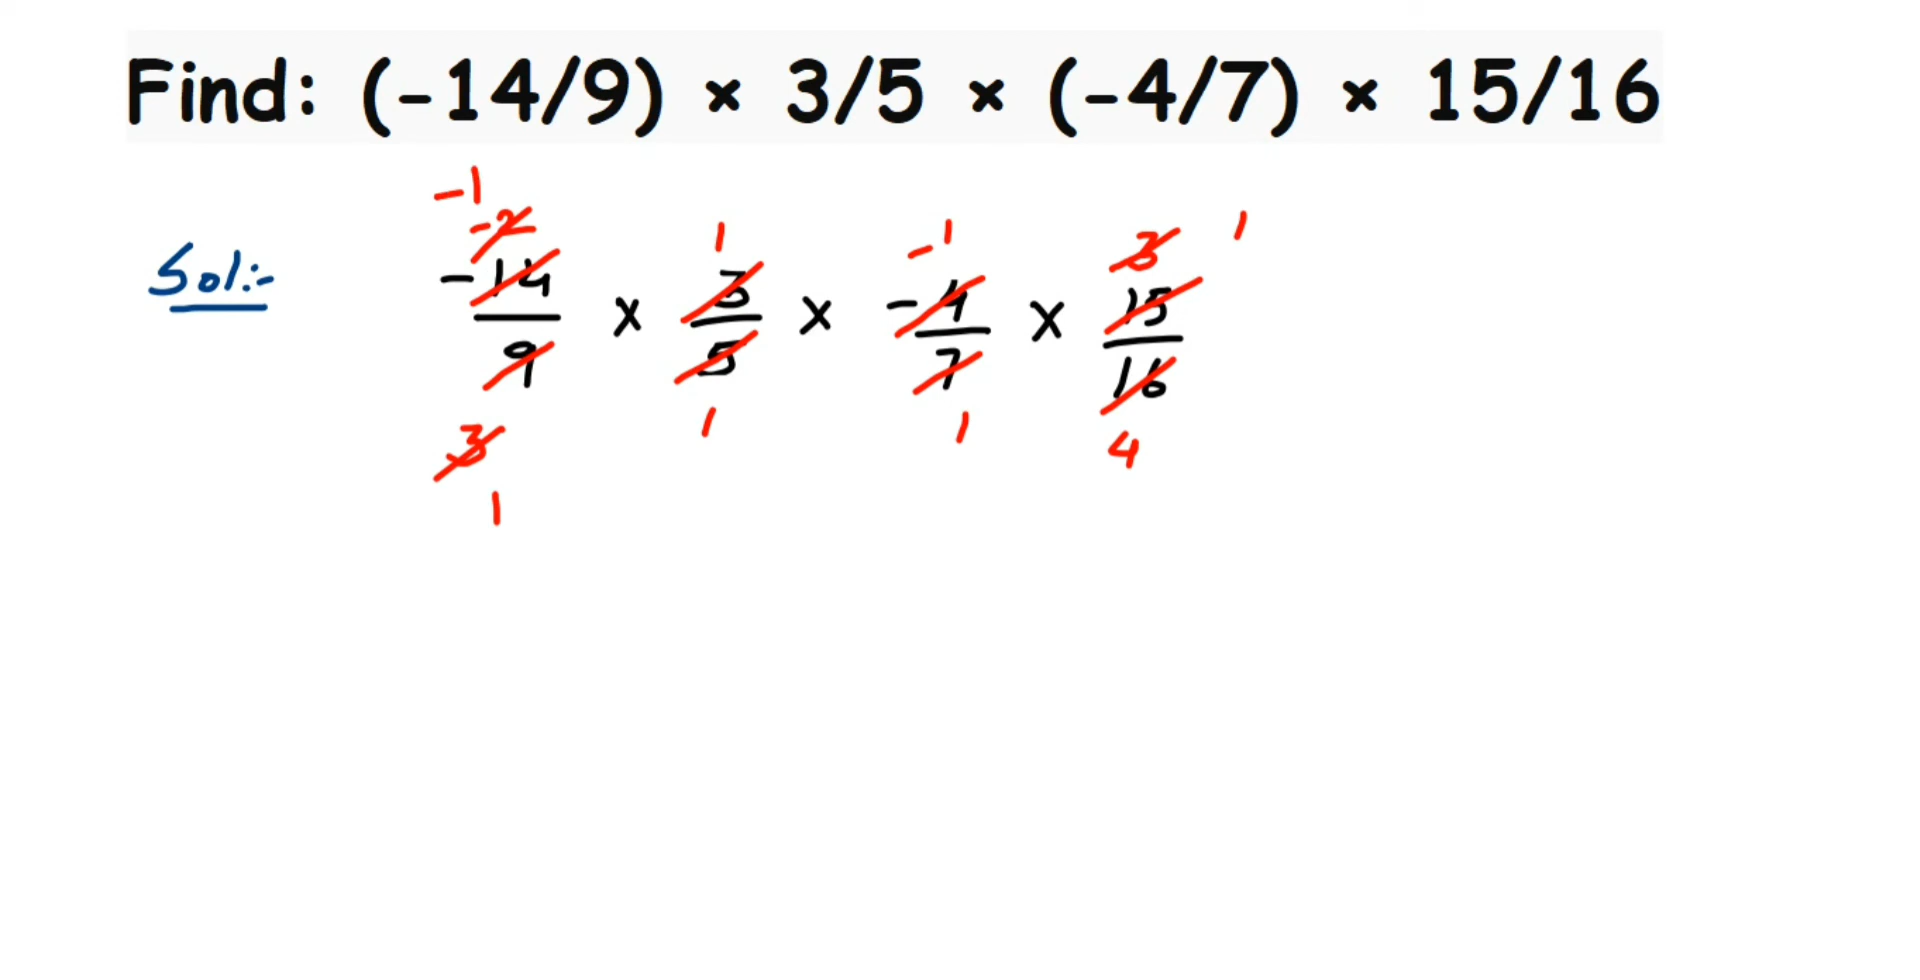 Find: (-14/9) × 3/5 × (-4/7) × 15/16
-1
-2 1 -1 3 1
Sol:- -14/9 × 3/5 × -4/7 × 15/16
3 1 1 4
1